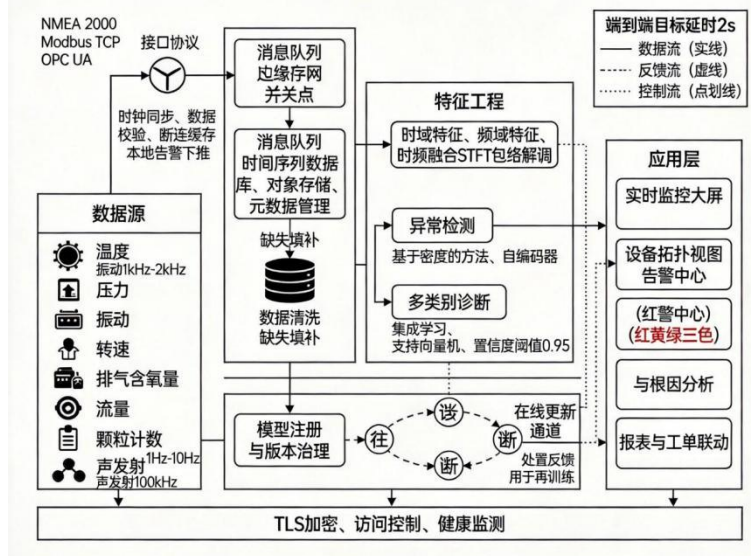 NMEA 2000
Modbus TCP
OPC UA
接口协议
时钟同步、数据
校验、断连缓存
本地告警下推
数据源
温度
振动1kHz-2kHz
压力
振动
转速
排气含氧量
流量
颗粒计数
声发射1Hz-10Hz
声发射100kHz
消息队列
边缘存网
并关点
消息队列
时间序列数据
库、对象存储、
元数据管理
缺失填补
数据清洗
缺失填补
特征工程
时域特征、频域特征、
时频融合STFT包络解调
异常检测
基于密度的方法、自编码器
多类别诊断
集成学习、
支持向量机、置信度阈值0.95
模型注册
与版本治理
往
谈
断
断
在线更新
通道
处置反馈
用于再训练
端到端目标延时2s
数据流（实线）
反馈流（虚线）
控制流（点划线）
应用层
实时监控大屏
设备拓扑视图
告警中心
(红警中心)
(红黄绿三色)
与根因分析
报表与工单联动
TLS加密、访问控制、健康监测